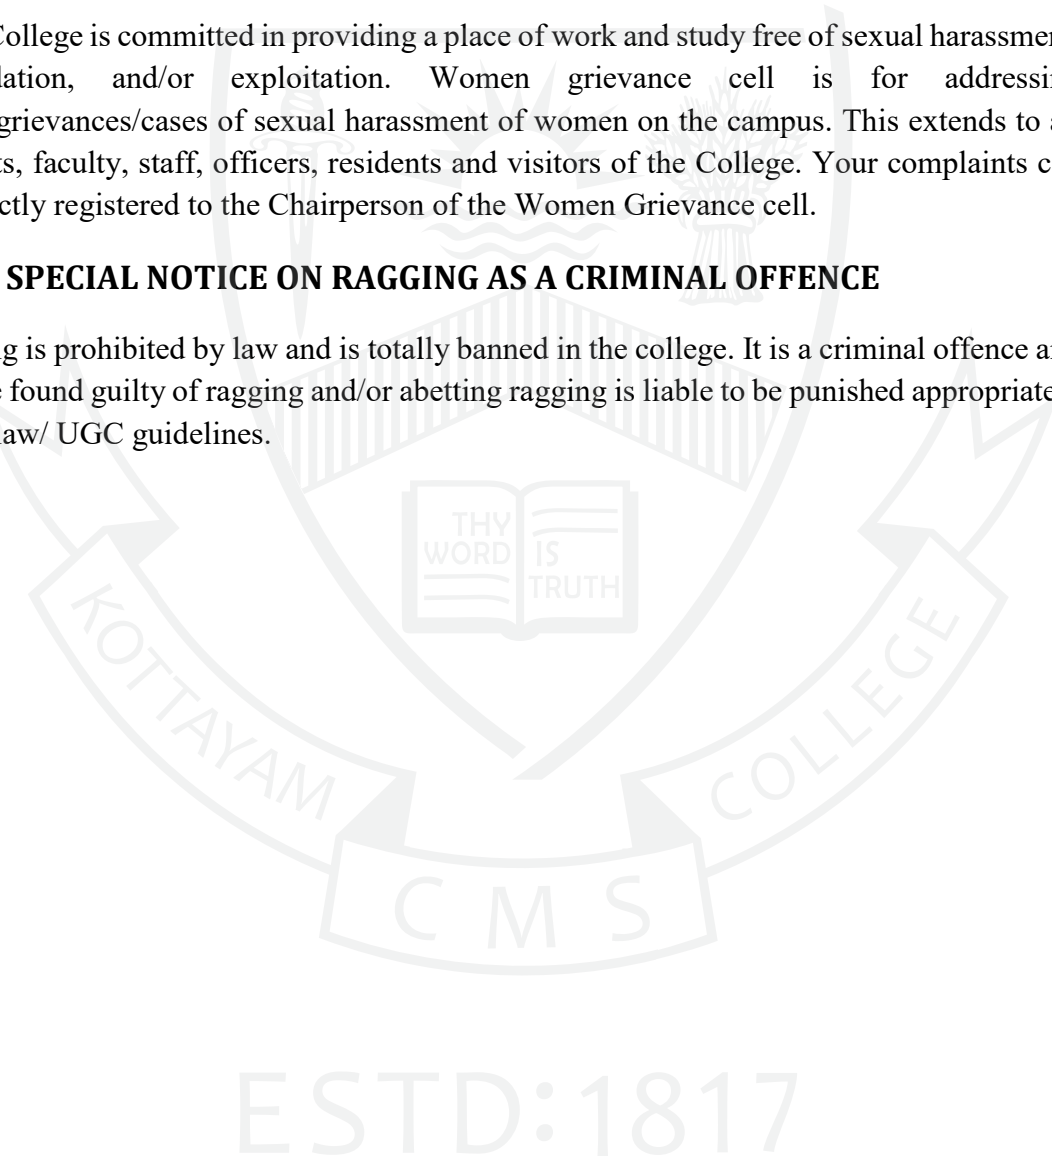 College is committed in providing a place of work and study free of sexual harassmen
dation, and/or exploitation. Women grievance cell is for addressi
grievances/cases of sexual harassment of women on the campus. This extends to a
ts, faculty, staff, officers, residents and visitors of the College. Your complaints c
ctly registered to the Chairperson of the Women Grievance cell.
SPECIAL NOTICE ON RAGGING AS A CRIMINAL OFFENCE
g is prohibited by law and is totally banned in the college. It is a criminal offence a
e found guilty of ragging and/or abetting ragging is liable to be punished appropriate
law/ UGC guidelines.
THY
WORD IS
TRUTH
KOTTAYAM
COLLEGE
CMS
ESTD:1817